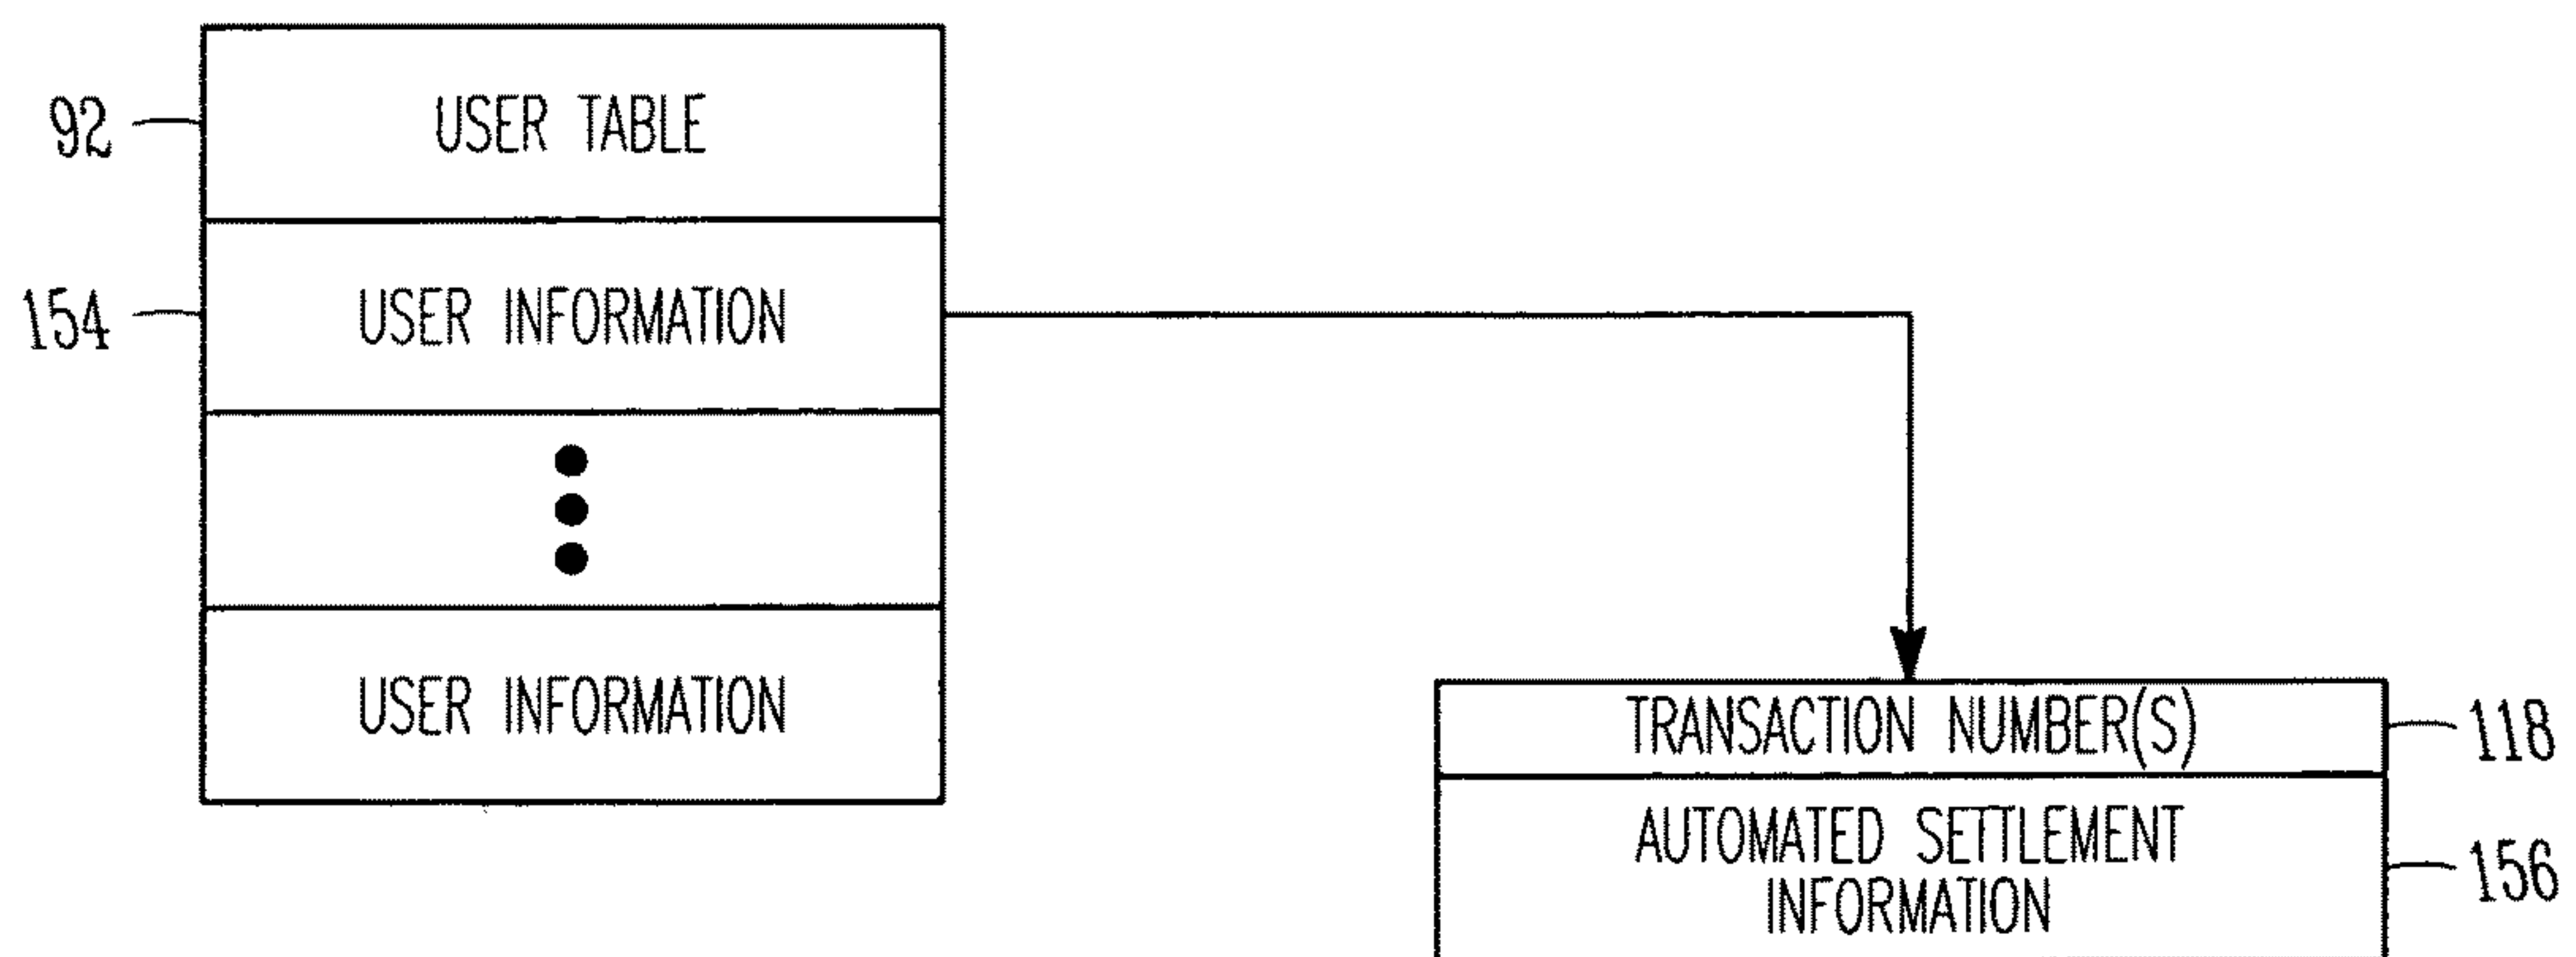 92
USER TABLE
154
USER INFORMATION
USER INFORMATION
TRANSACTION NUMBER(S)
118
AUTOMATED SETTLEMENT
INFORMATION
156